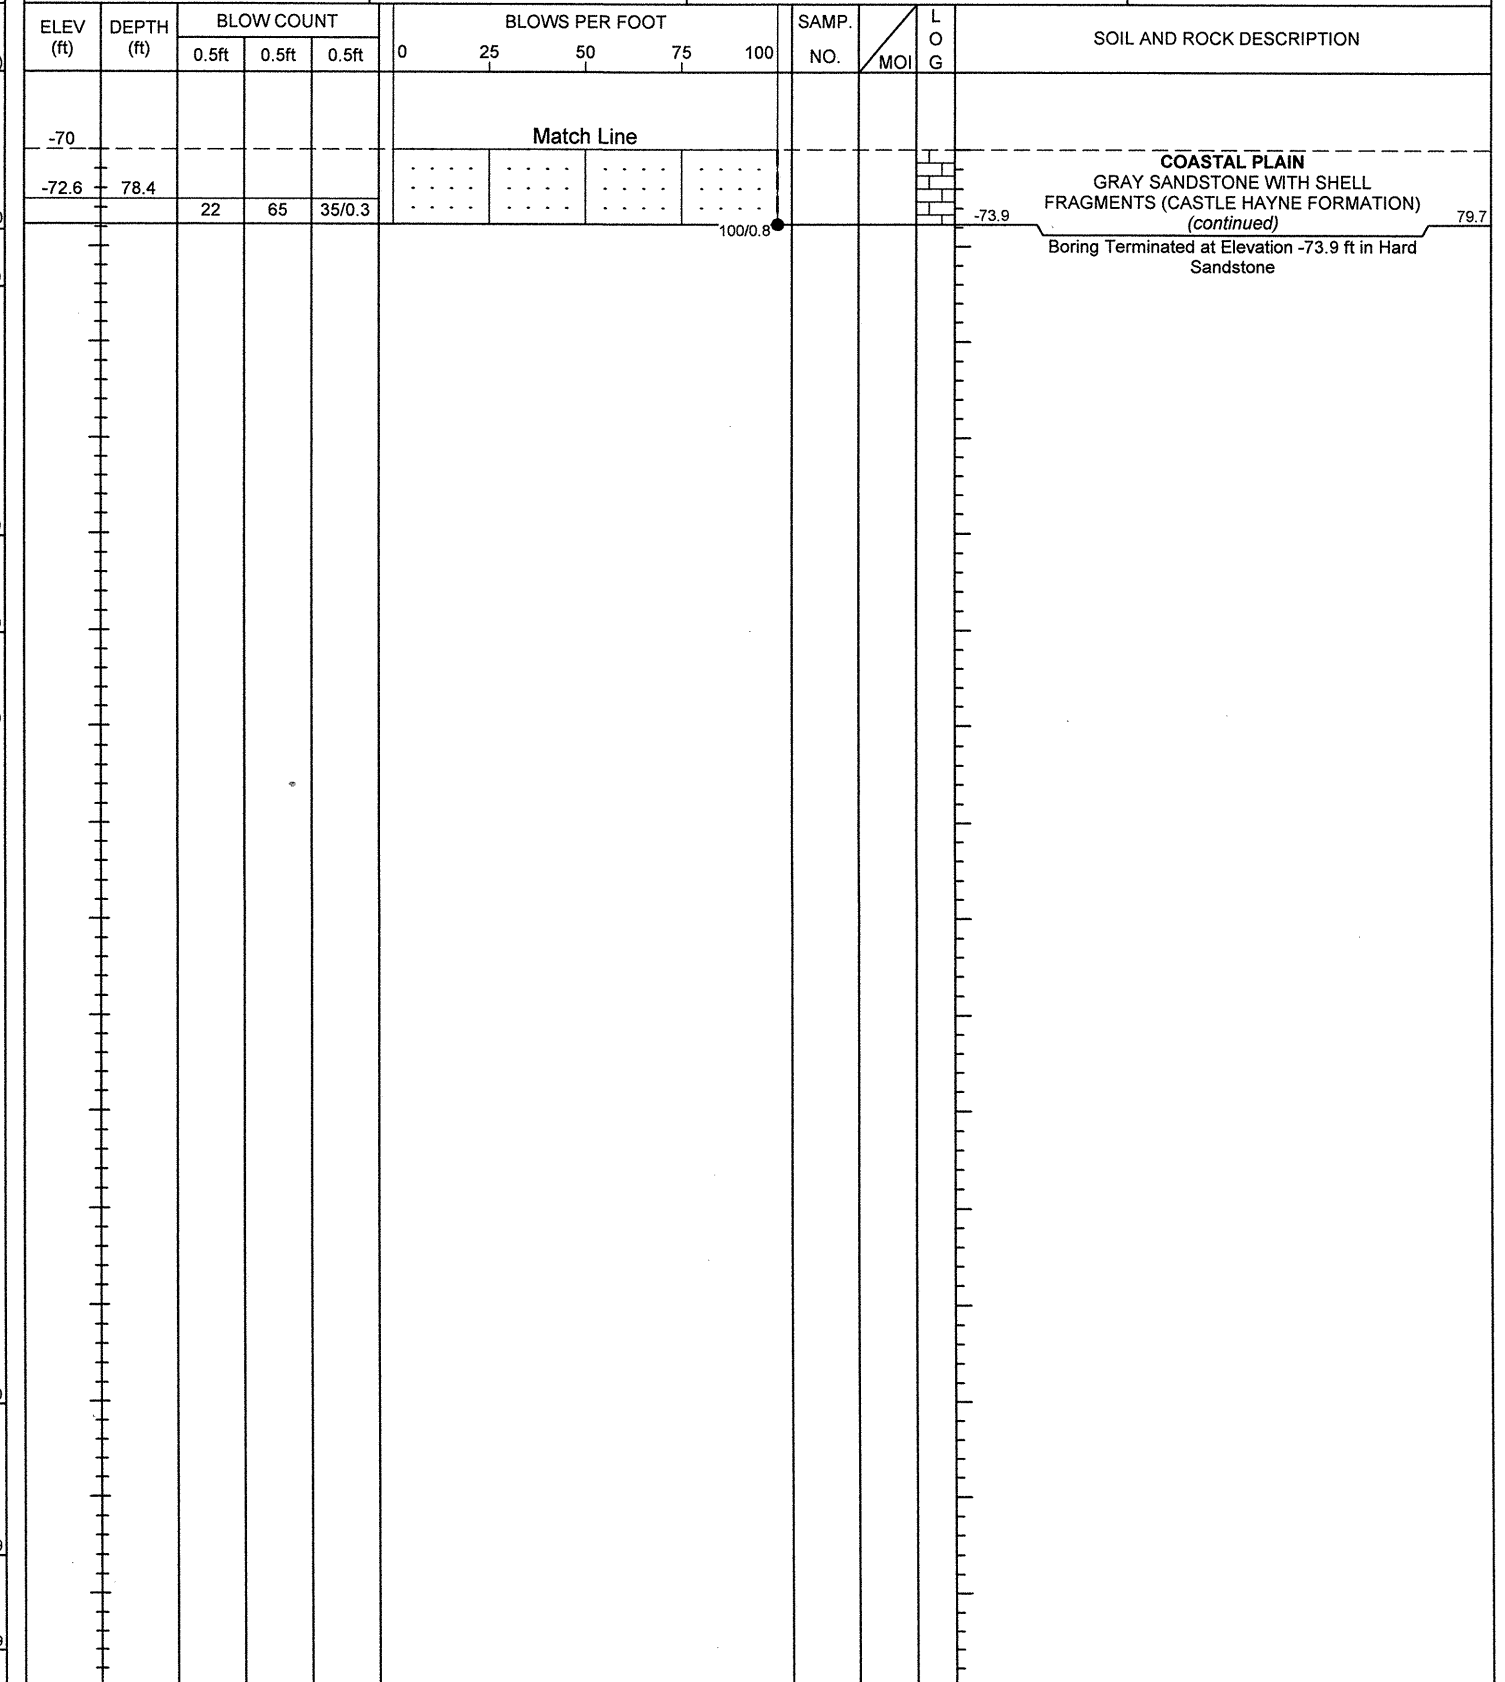 ELEV (ft) DEPTH (ft) BLOW COUNT BLOWS PER FOOT SAMP. NO. MOI LOG SOIL AND ROCK DESCRIPTION
0.5ft 0.5ft 0.5ft 0 25 50 75 100
-70 Match Line
COASTAL PLAIN
-72.6 78.4 GRAY SANDSTONE WITH SHELL
22 65 35/0.3 FRAGMENTS (CASTLE HAYNE FORMATION)
100/0.8 -73.9 (continued) 79.7
Boring Terminated at Elevation -73.9 ft in Hard
Sandstone